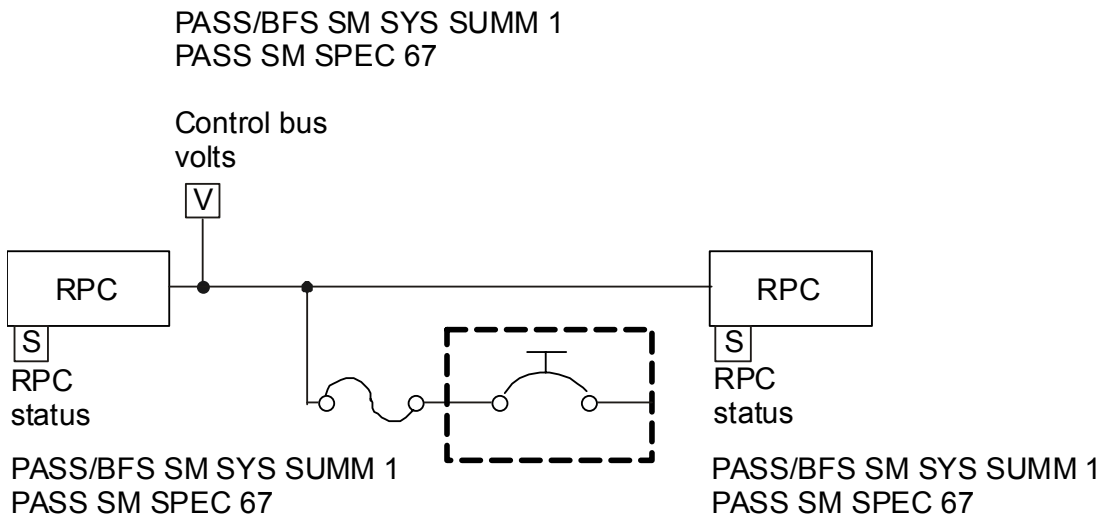 PASS/BFS SM SYS SUMM 1
PASS SM SPEC 67
Control bus
volts
V
RPC
RPC
S
RPC
status
S
RPC
status
PASS/BFS SM SYS SUMM 1
PASS SM SPEC 67
PASS/BFS SM SYS SUMM 1
PASS SM SPEC 67